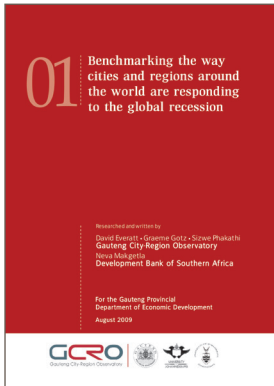 01
Benchmarking the way
cities and regions around
the world are responding
to the global recession
Researched and written by
David Everatt • Graeme Gotz • Sizwe Phakathi
Gauteng City-Region Observatory
Neva Makgetla
Development Bank of Southern Africa
For the Gauteng Provincial
Department of Economic Development
August 2009
GCRO
Gauteng City-Region Observatory